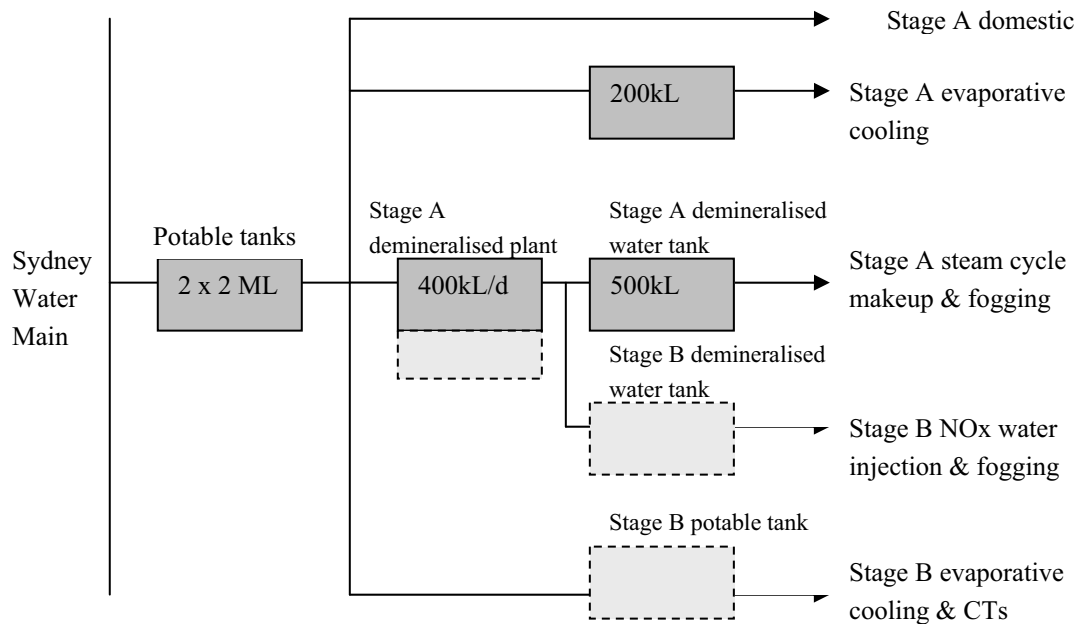 Stage A domestic
200kL
Stage A evaporative
cooling
Stage A
demineralised plant
Stage A demineralised
water tank
Potable tanks
Sydney
Water
Main
2 x 2 ML
400kL/d
500kL
Stage A steam cycle
makeup & fogging
Stage B demineralised
water tank
Stage B NOx water
injection & fogging
Stage B potable tank
Stage B evaporative
cooling & CTs